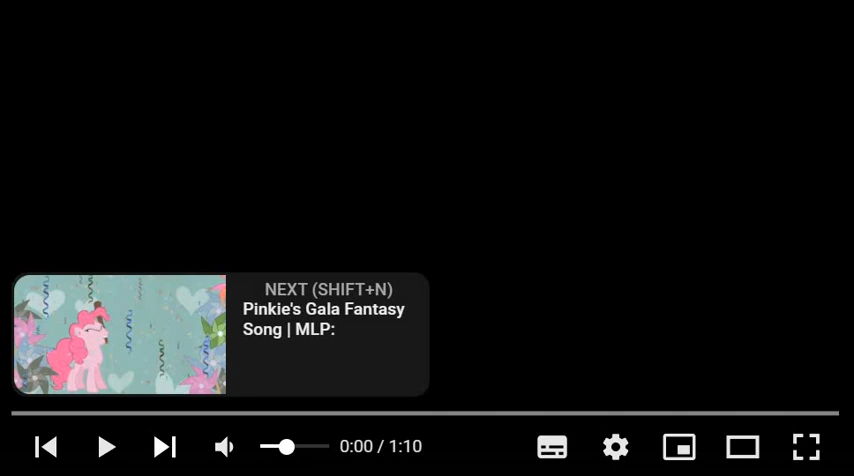 NEXT (SHIFT+N)
Pinkie's Gala Fantasy
Song | MLP:
0:00 / 1:10